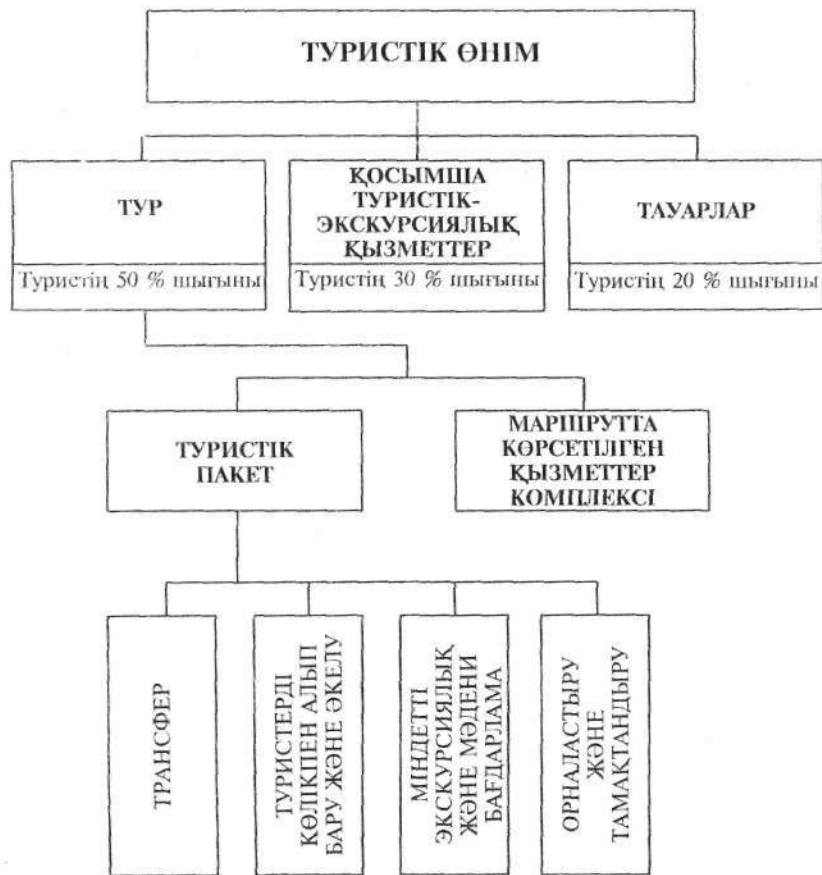 ТУРИСТІК ӨНІМ
ТУР
Туристің 50 % шығыны
ҚОСЫМША
ТУРИСТІК-
ЭКСКУРСИЯЛЫҚ
ҚЫЗМЕТТЕР
Туристің 30 % шығыны
ТАУАРЛАР
Туристің 20 % шығыны
ТУРИСТІК
ПАКЕТ
МАРШРУТТА
КӨРСЕТІЛГЕН
ҚЫЗМЕТТЕР
КОМПЛЕКСІ
ТРАНСФЕР
ТУРИСТЕРДІ
КӨЛІКПЕН АЛЫП
БАРУ ЖӘНЕ ӘКЕЛУ
МІНДЕТТІ
ЭКСКУРСИЯЛЫҚ
ЖӘНЕ МӘДЕНИ
БАҒДАРЛАМА
ОРНАЛАСТЫРУ
ЖӘНЕ
ТАМАҚТАНДЫРУ